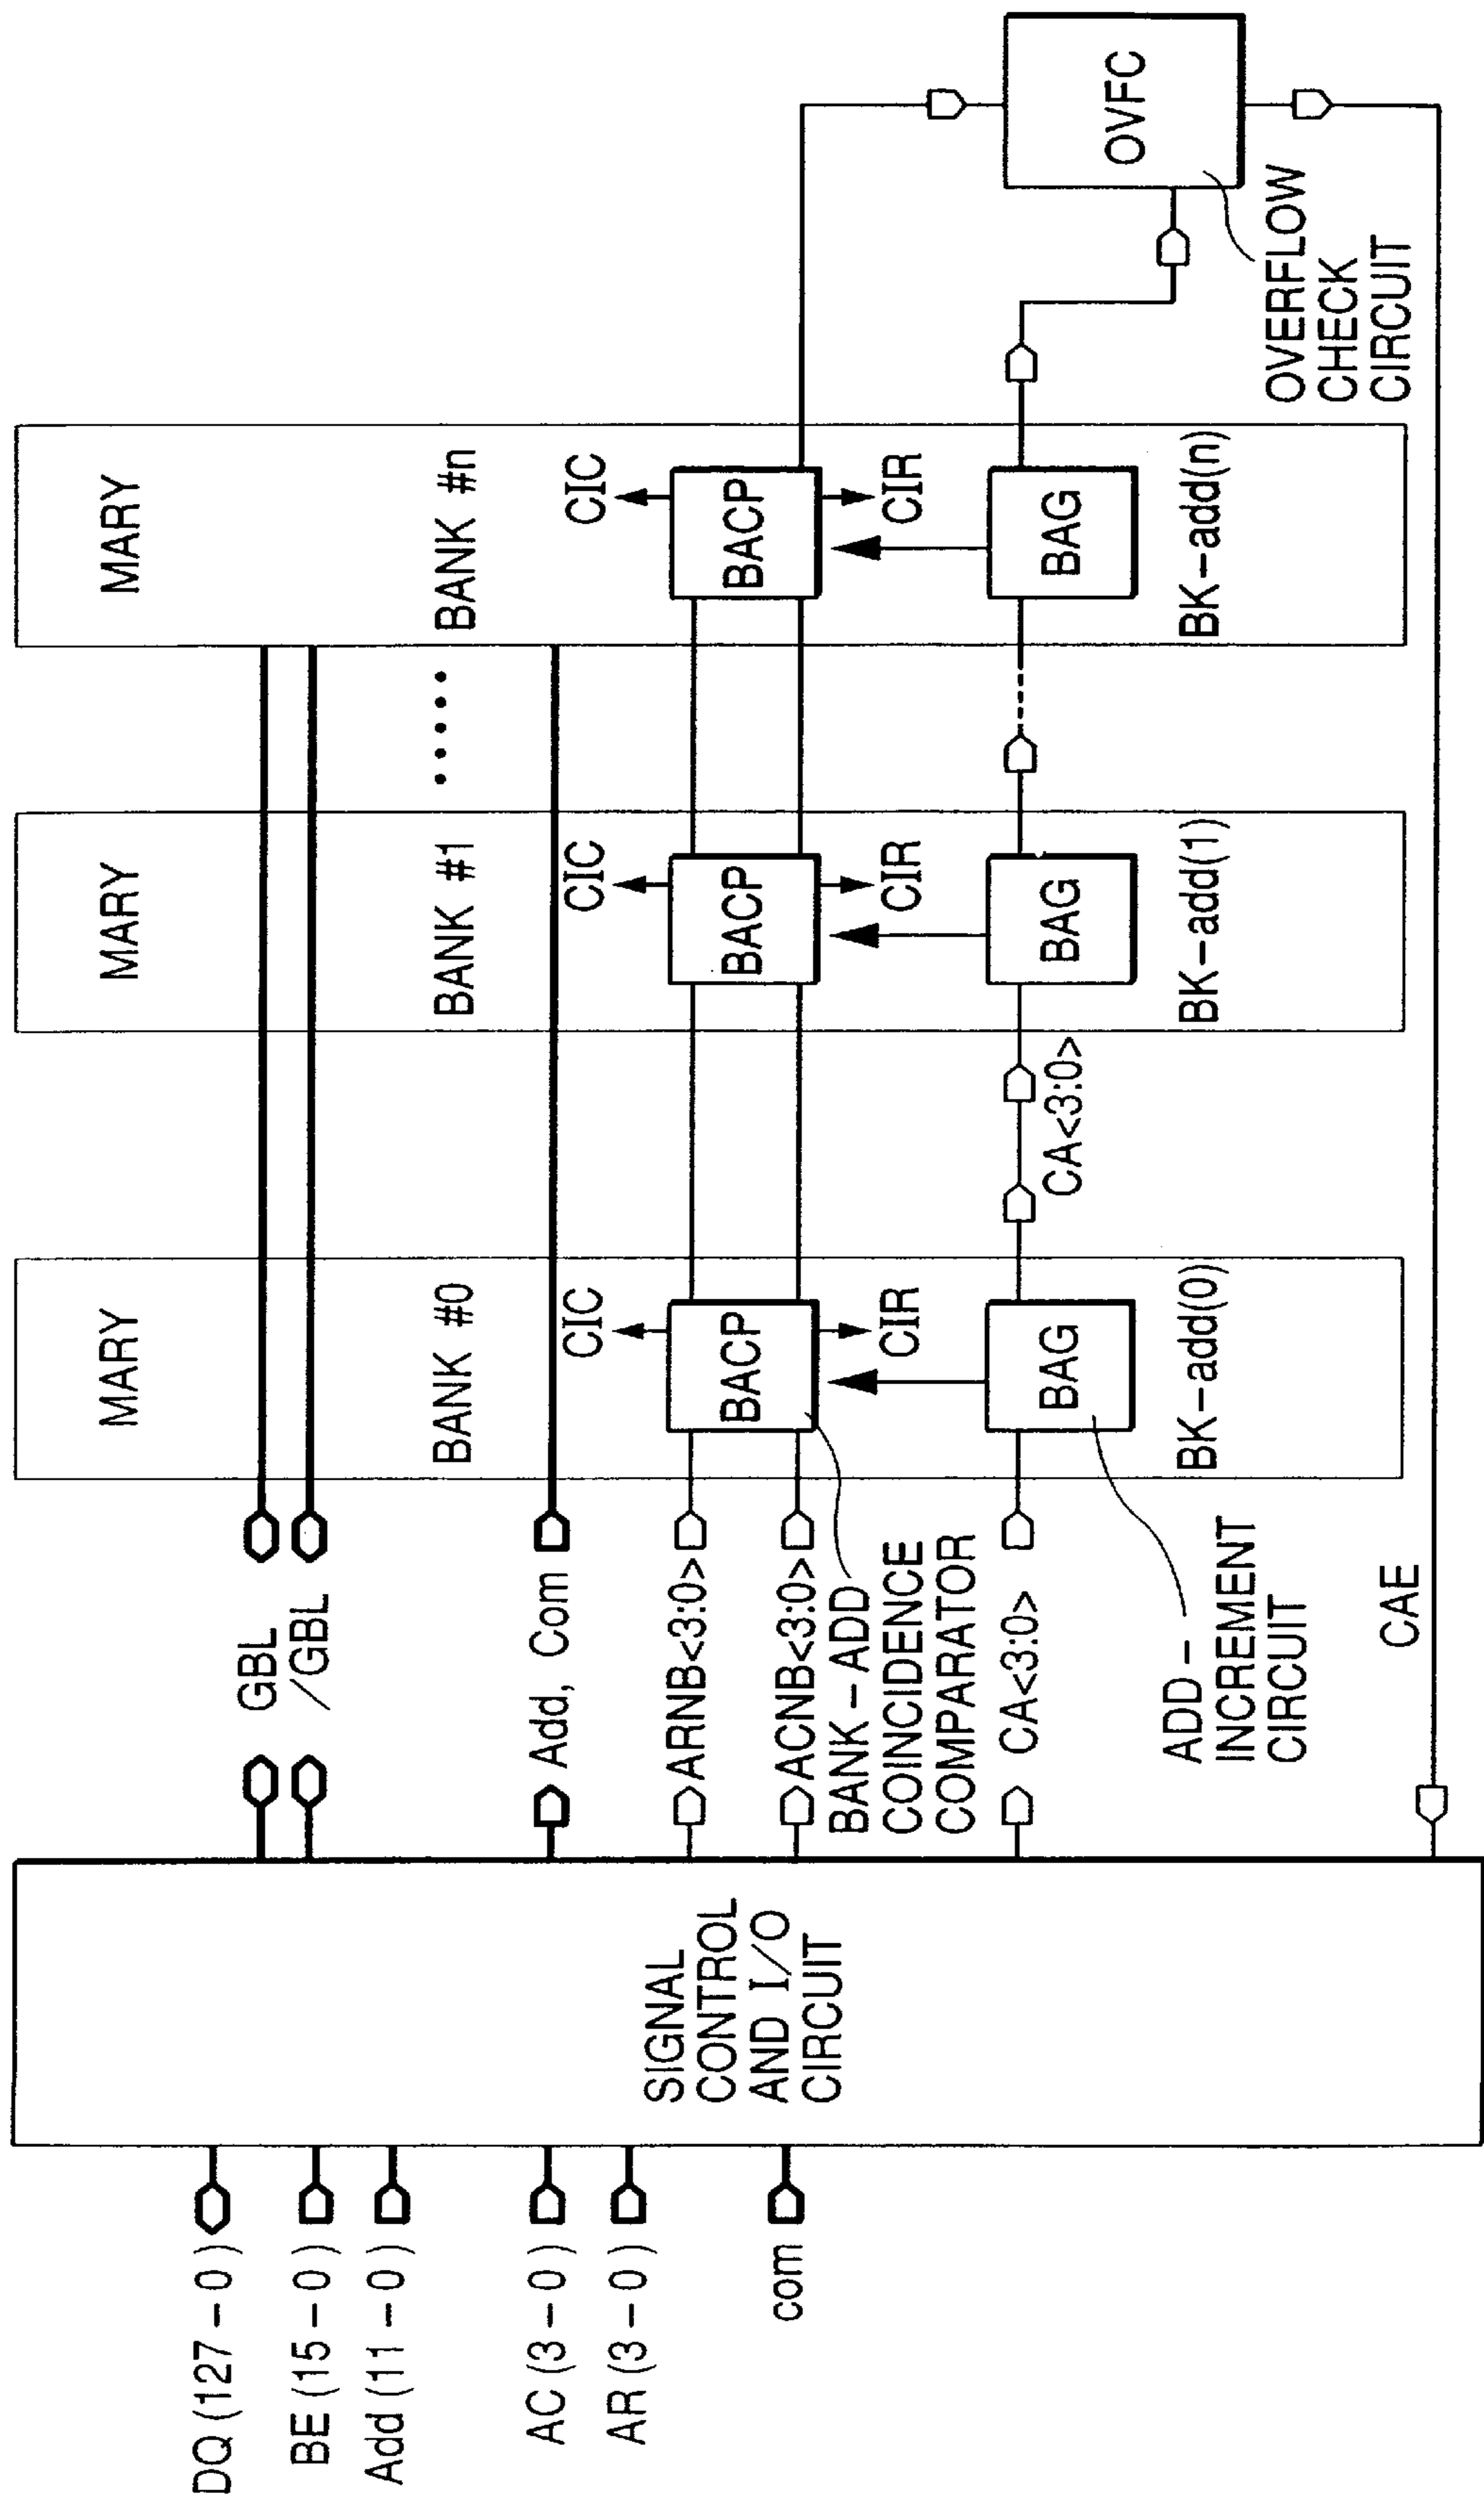 DQ (127 - 0)
BE (15 - 0)
Add (11 - 0)
AC (3 - 0)
AR (3 - 0)
com
SIGNAL
CONTROL
AND I/O
CIRCUIT
GBL
/GBL
Add, Com
ARNB<3:0>
ACNB<3:0>
BANK-ADD
COINCIDENCE
COMPARATOR
CA<3:0>
ADD-
INCREMENT
CIRCUIT
CAE
MARY
BANK #0
CIC
BACP
CIR
BAG
BK-add(0)
CA<3:0>
MARY
BANK #1
CIC
BACP
CIR
BAG
BK-add(1)
MARY
BANK #n
CIC
BACP
CIR
BAG
BK-add(n)
OVFC
OVERFLOW
CHECK
CIRCUIT